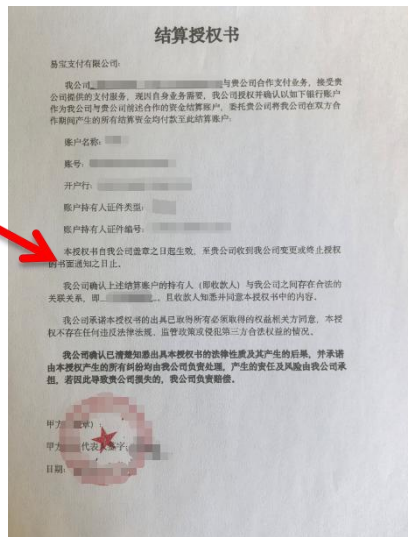 结算授权书
易宝支付有限公司:
我公司 与贵公司合作支付业务，接受贵
公司提供的支付服务，现因自身业务需要，我公司授权并确认以如下银行账户
作为我公司与贵公司前述合作的资金结算账户，委托贵公司将我公司在双方合
作期间产生的所有结算资金均付款至此结算账户:
账户名称:
账号:
开户行:
账户持有人证件类型:
账户持有人证件编号:
本授权书自我公司盖章之日起生效，至贵公司收到我公司变更或终止授权
的书面通知之日止。
我公司确认上述结算账户的持有人（即收款人）与我公司之间存在合法的
关联关系，即 ，且收款人知悉并同意本授权书中的内容。
我公司承诺本授权书的出具已取得所有必须取得的权益相关方同意，本授
权不存在任何违反法律法规、监管政策或侵犯第三方合法权益的情况。
我公司确认已清楚知悉出具本授权书的法律性质及其产生的后果，并承诺
由本授权产生的所有纠纷均由我公司负责处理，产生的责任及风险由我公司承
担，若因此导致贵公司损失的，我公司负责赔偿。
甲方 章）
甲方 代表 字:
日期: